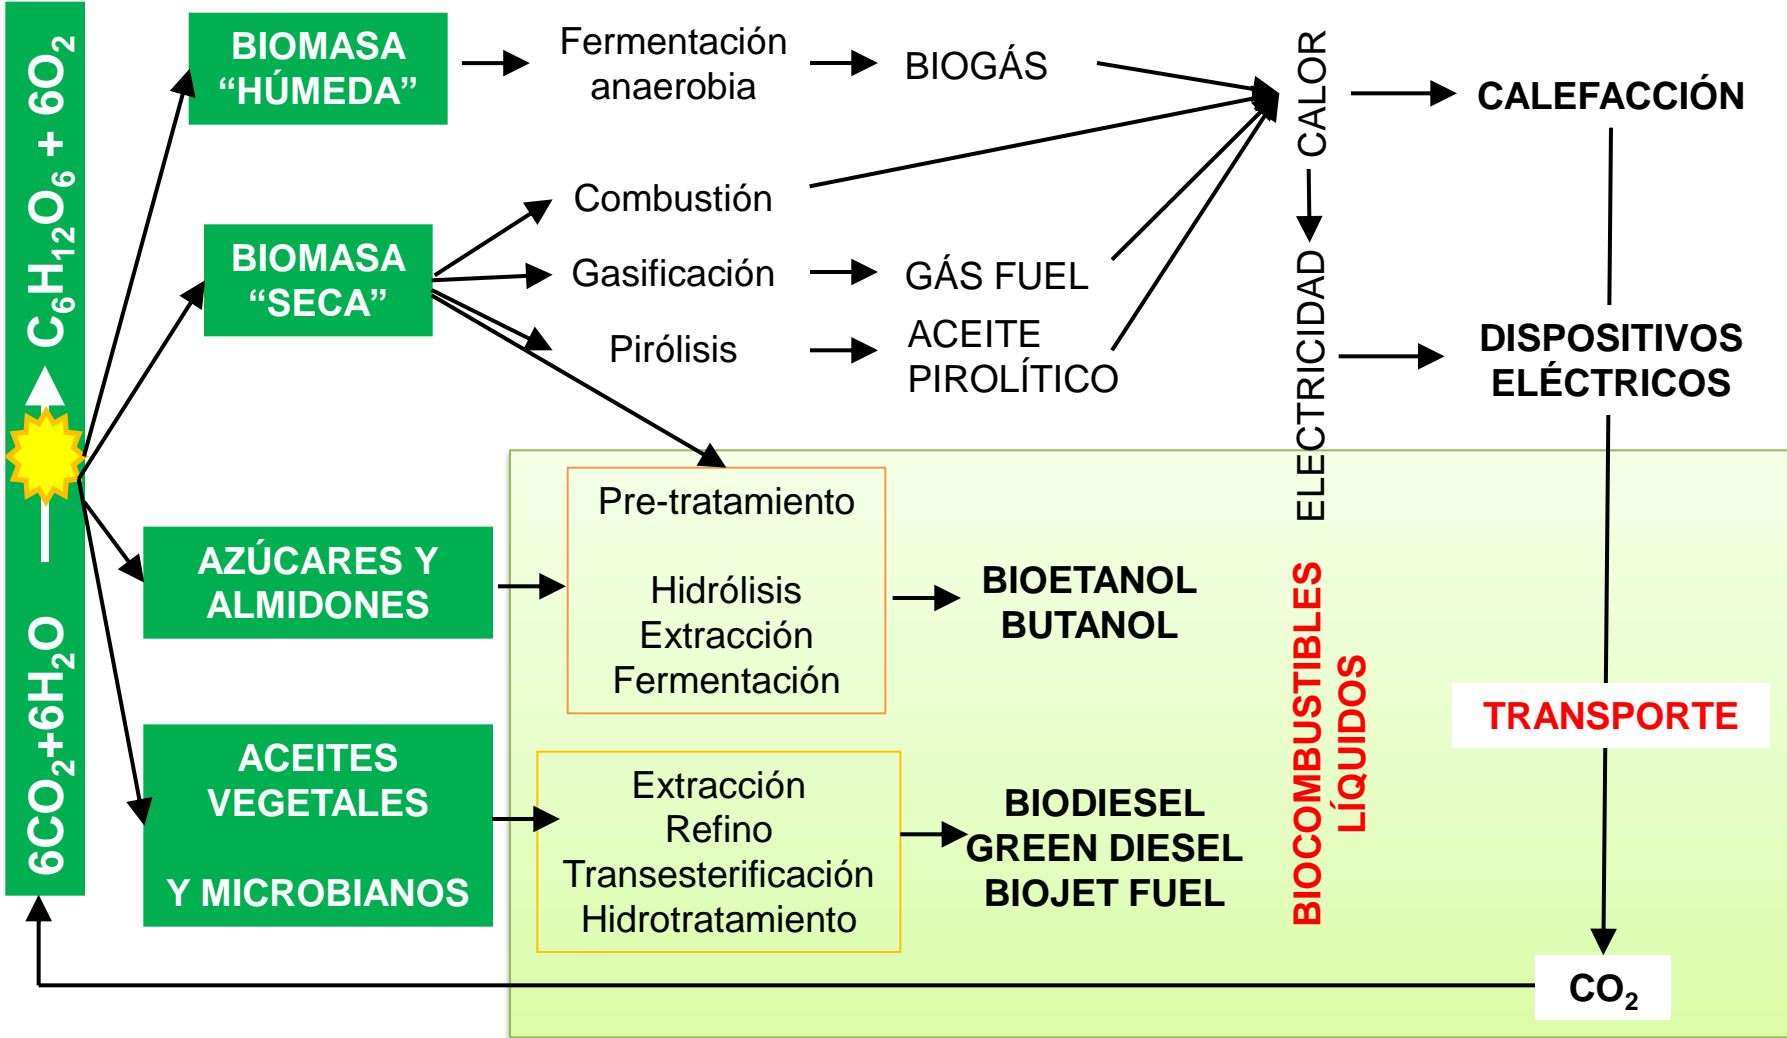 6CO2+6H2O
C6H12O6 + 6O2
BIOMASA
“HÚMEDA”
Fermentación
anaerobia
BIOGÁS
CALOR
CALEFACCIÓN
BIOMASA
“SECA”
Combustión
Gasificación
GÁS FUEL
Pirólisis
ACEITE
PIROLÍTICO
ELECTRICIDAD
DISPOSITIVOS
ELÉCTRICOS
AZÚCARES Y
ALMIDONES
Pre-tratamiento
Hidrólisis
Extracción
Fermentación
BIOETANOL
BUTANOL
BIOCOMBUSTIBLES
LÍQUIDOS
TRANSPORTE
ACEITES
VEGETALES
Y MICROBIANOS
Extracción
Refino
Transesterificación
Hidrotratamiento
BIODIESEL
GREEN DIESEL
BIOJET FUEL
CO2